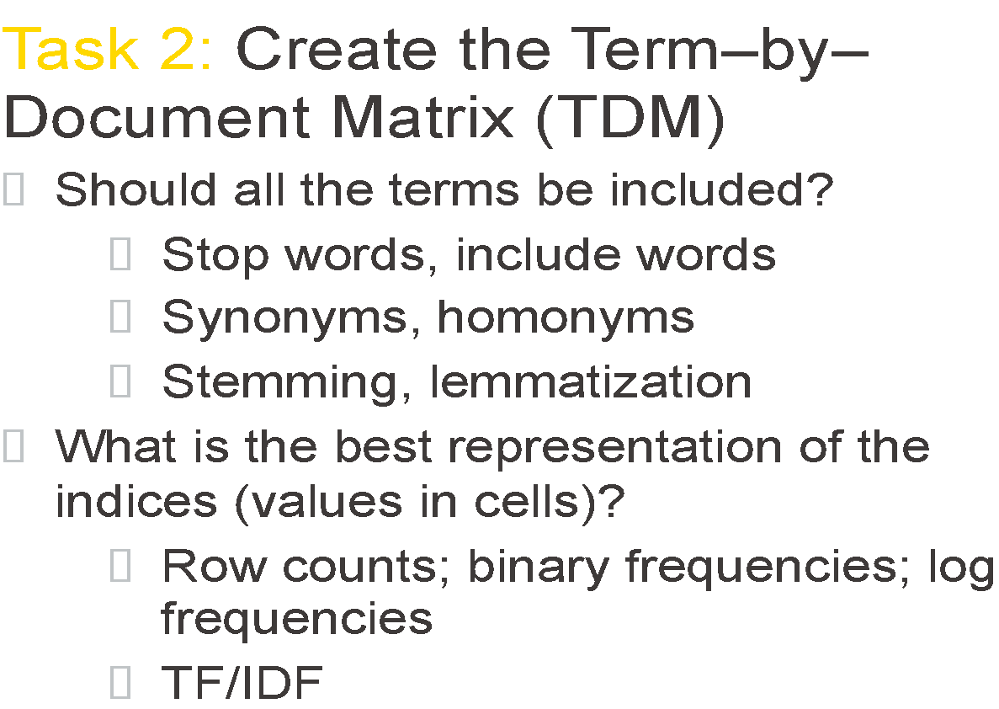 Task 2: Create the Term–by–
Document Matrix (TDM)
Should all the terms be included?
Stop words, include words
Synonyms, homonyms
Stemming, lemmatization
What is the best representation of the
indices (values in cells)?
Row counts; binary frequencies; log
frequencies
TF/IDF